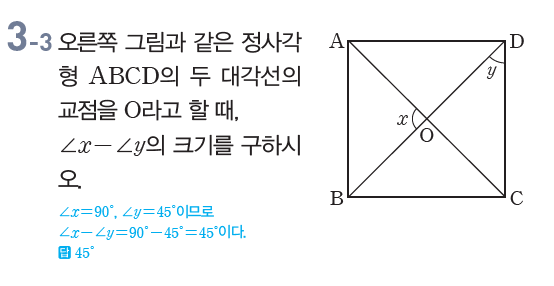 3-3 오른쪽 그림과 같은 정사각
형 ABCD의 두 대각선의
교점을 O라고 할 때,
∠x-∠y의 크기를 구하시
오.
∠x=90°, ∠y=45°이므로
∠x-∠y=90°-45°=45°이다.
답 45°
A
D
y
x
O
B
C